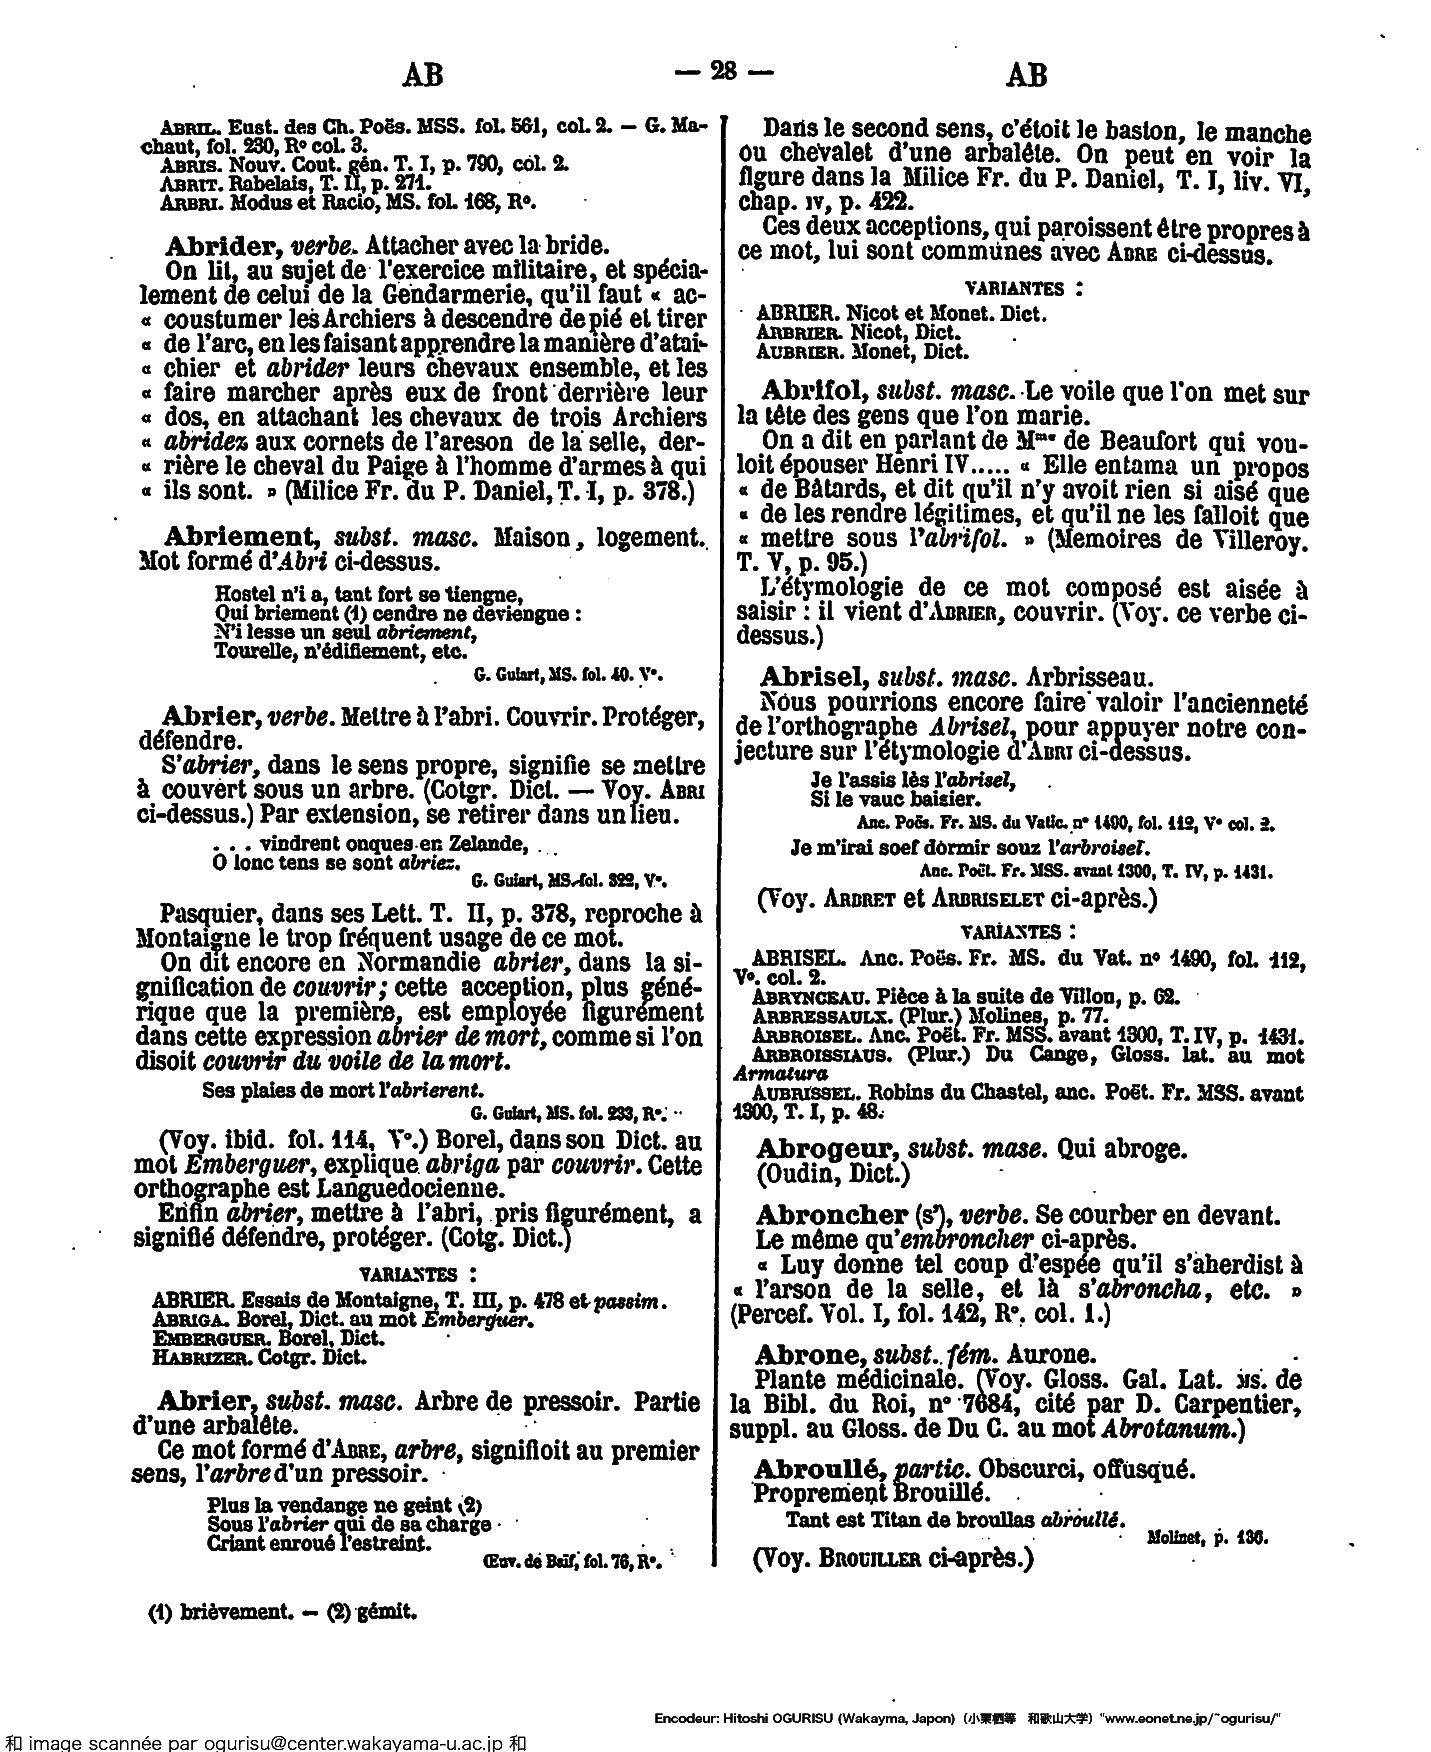 AB
— 28 —
AB
ABRIL. Eust. des Ch. Poës. MSS. fol. 561, col. 2. — G. Ma-
chaut, fol. 230, R° col. 3.
ABRIS. Nouv. Cout. gén. T. I, p. 790, col. 2.
ABRIT. Rabelais, T. II, p. 271.
ARBRI. Modus et Racio, MS. fol. 168, R°.
Abrider, verbe. Attacher avec la bride.
On lit, au sujet de l'exercice militaire, et spécia-
lement de celui de la Gendarmerie, qu'il faut « ac-
« coustumer les Archiers à descendre de pié et tirer
« de l'arc, en les faisant apprendre la manière d'atai-
« chier et abrider leurs chevaux ensemble, et les
« faire marcher après eux de front derrière leur
« dos, en attachant les chevaux de trois Archiers
« abridez aux cornets de l'areson de la selle, der-
« rière le cheval du Paige à l'homme d'armes à qui
« ils sont. » (Milice Fr. du P. Daniel, T. I, p. 378.)
Abriement, subst. masc. Maison, logement.
Mot formé d'Abri ci-dessus.
Hostel n'i a, tant fort se tiengne,
Qui briement (1) cendre ne deviengne :
N'i lesse un seul abriement,
Tourelle, n'édifiement, etc.
G. Guiart, MS. fol. 40. V°.
Abrier, verbe. Mettre à l'abri. Couvrir. Protéger,
défendre.
S'abrier, dans le sens propre, signifie se mettre
à couvert sous un arbre. (Cotgr. Dict. — Voy. ABRI
ci-dessus.) Par extension, se retirer dans un lieu.
. . . vindrent onques en Zelande,
O lonc tens se sont abriez.
G. Guiart, MS. fol. 322, V°.
Pasquier, dans ses Lett. T. II, p. 378, reproche à
Montaigne le trop fréquent usage de ce mot.
On dit encore en Normandie abrier, dans la si-
gnification de couvrir ; cette acception, plus géné-
rique que la première, est employée figurément
dans cette expression abrier de mort, comme si l'on
disoit couvrir du voile de la mort.
Ses plaies de mort l'abrierent.
G. Guiart, MS. fol. 233, R°.
(Voy. ibid. fol. 114, V°.) Borel, dans son Dict. au
mot Emberguer, explique abriga par couvrir. Cette
orthographe est Languedocienne.
Enfin abrier, mettre à l'abri, pris figurément, a
signifié défendre, protéger. (Cotg. Dict.)
VARIANTES :
ABRIER. Essais de Montaigne, T. III, p. 478 et passim.
ABRIGA. Borel, Dict. au mot Emberguer.
EMBERGUER. Borel, Dict.
HABRIZER. Cotgr. Dict.
Abrier, subst. masc. Arbre de pressoir. Partie
d'une arbalête.
Ce mot formé d'ABRE, arbre, signifioit au premier
sens, l'arbre d'un pressoir.
Plus la vendange ne geint (2)
Sous l'abrier qui de sa charge
Criant enroué l'estreint.
Œuv. de Baïf, fol. 76, R°.
(1) brièvement. — (2) gémit.
Dans le second sens, c'étoit le baston, le manche
ou chevalet d'une arbalête. On peut en voir la
figure dans la Milice Fr. du P. Daniel, T. I, liv. VI,
chap. IV, p. 422.
Ces deux acceptions, qui paroissent être propres à
ce mot, lui sont communes avec ABRE ci-dessus.
VARIANTES :
ABRIER. Nicot et Monet. Dict.
ARBRIER. Nicot, Dict.
AUBRIER. Monet, Dict.
Abrifol, subst. masc. Le voile que l'on met sur
la tête des gens que l'on marie.
On a dit en parlant de Mme de Beaufort qui vou-
loit épouser Henri IV..... « Elle entama un propos
« de Bâtards, et dit qu'il n'y avoit rien si aisé que
« de les rendre légitimes, et qu'il ne les falloit que
« mettre sous l'abrifol. » (Memoires de Villeroy.
T. V, p. 95.)
L'étymologie de ce mot composé est aisée à
saisir : il vient d'ABRIER, couvrir. (Voy. ce verbe ci-
dessus.)
Abrisel, subst. masc. Arbrisseau.
Nous pourrions encore faire valoir l'ancienneté
de l'orthographe Abrisel, pour appuyer notre con-
jecture sur l'étymologie d'ABRI ci-dessus.
Je l'assis lès l'abrisel,
Si le vauc baisier.
Anc. Poës. Fr. MS. du Vatic. n° 1490, fol. 112, V° col. 2.
Je m'irai soef dormir souz l'arbroisel.
Anc. Poët. Fr. MSS. avant 1300, T. IV, p. 1431.
(Voy. ARDRET et ARBRISELET ci-après.)
VARIANTES :
ABRISEL. Anc. Poës. Fr. MS. du Vat. n° 1490, fol. 112,
V°. col. 2.
ABRYNCEAU. Pièce à la suite de Villon, p. 62.
ARBRESSAULX. (Plur.) Molines, p. 77.
ARBROISEL. Anc. Poët. Fr. MSS. avant 1300, T. IV, p. 1431.
ARBROISSIAUS. (Plur.) Du Cange, Gloss. lat. au mot
Armatura
AUBRISSEL. Robins du Chastel, anc. Poët. Fr. MSS. avant
1300, T. I, p. 48.
Abrogeur, subst. masc. Qui abroge.
(Oudin, Dict.)
Abroncher (s'), verbe. Se courber en devant.
Le même qu'embroncher ci-après.
« Luy donne tel coup d'espée qu'il s'aherdist à
« l'arson de la selle, et là s'abroncha, etc. »
(Percef. Vol. I, fol. 142, R°. col. 1.)
Abrone, subst. fém. Aurone.
Plante médicinale. (Voy. Gloss. Gal. Lat. MS. de
la Bibl. du Roi, n° 7684, cité par D. Carpentier,
suppl. au Gloss. de Du C. au mot Abrotanum.)
Abroullé, partic. Obscurci, offusqué.
Proprement Brouillé.
Tant est Titan de broullas abroullé.
Molinet, p. 136.
(Voy. BROUILLER ci-après.)
Encodeur: Hitoshi OGURISU (Wakayma, Japon) (小栗栖等 和歌山大学) "www.eonet.ne.jp/~ogurisu/"
和 image scannée par ogurisu@center.wakayama-u.ac.jp 和